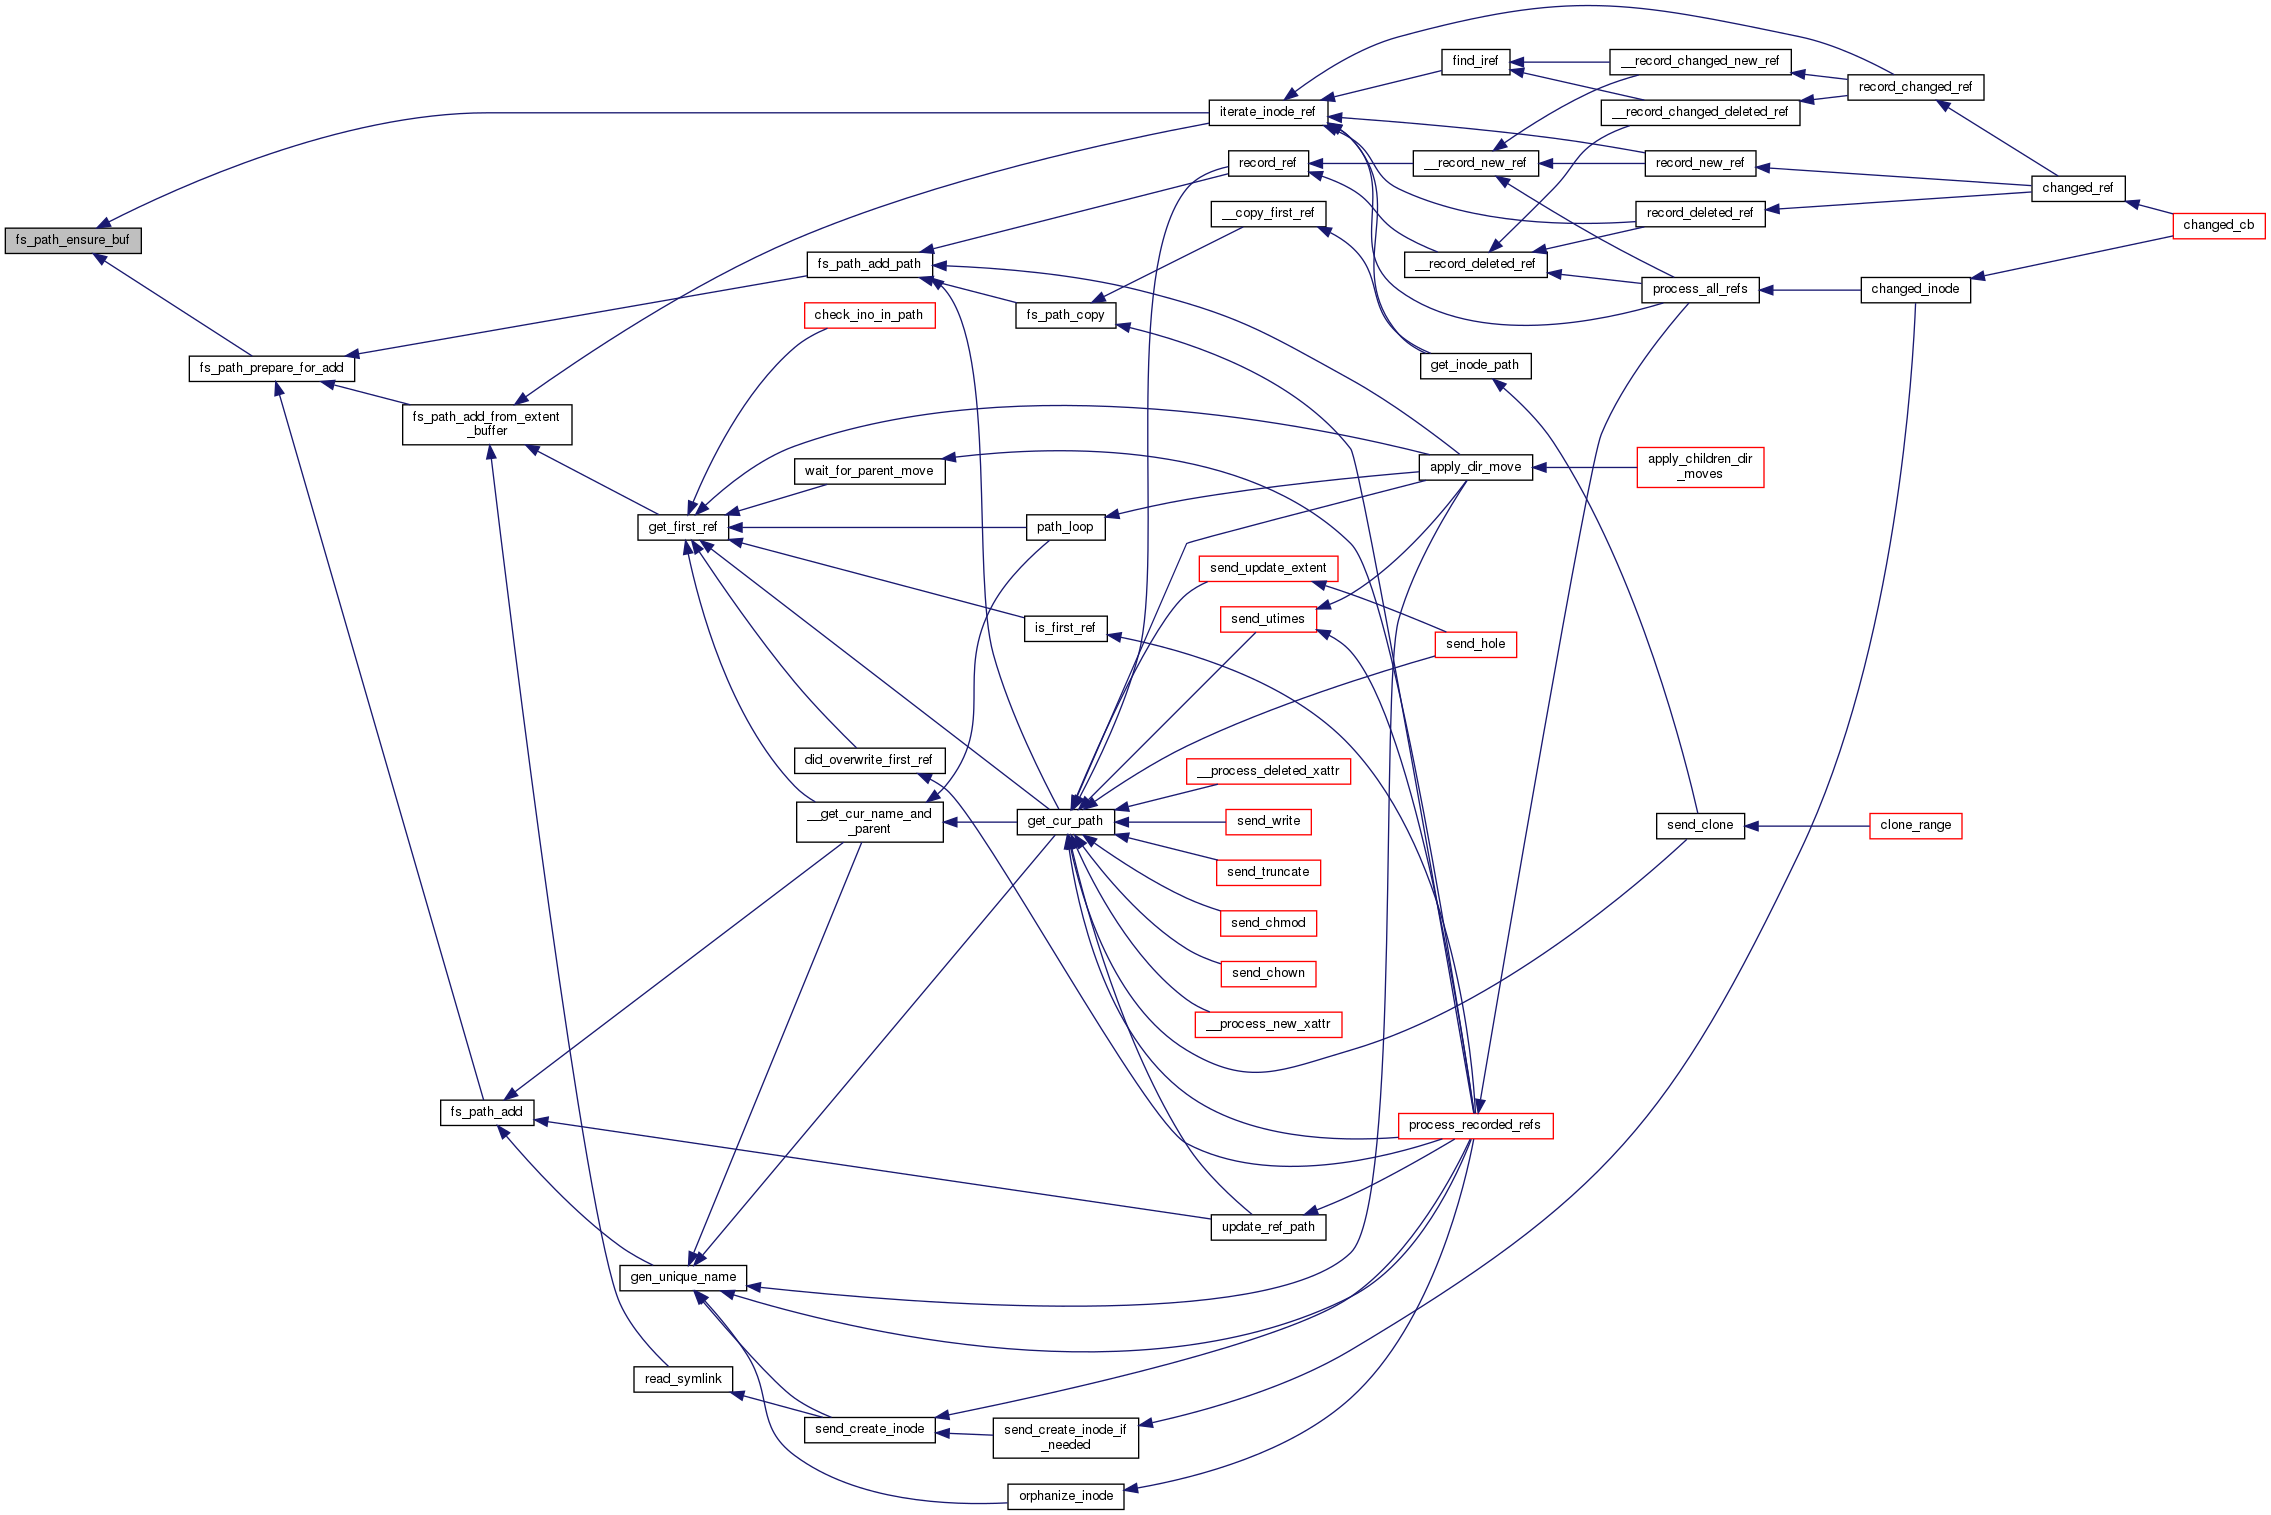 find_iref
__record_changed_new_ref
record_changed_ref
iterate_inode_ref
__record_changed_deleted_ref
record_ref
__record_new_ref
record_new_ref
changed_ref
__copy_first_ref
record_deleted_ref
changed_cb
fs_path_ensure_buf
fs_path_add_path
__record_deleted_ref
process_all_refs
changed_inode
check_ino_in_path
fs_path_copy
fs_path_prepare_for_add
get_inode_path
fs_path_add_from_extent
_buffer
wait_for_parent_move
apply_dir_move
apply_children_dir
_moves
get_first_ref
path_loop
send_update_extent
send_utimes
is_first_ref
send_hole
did_overwrite_first_ref
__process_deleted_xattr
__get_cur_name_and
_parent
get_cur_path
send_write
send_clone
clone_range
send_truncate
send_chmod
send_chown
__process_new_xattr
fs_path_add
process_recorded_refs
update_ref_path
gen_unique_name
read_symlink
send_create_inode
send_create_inode_if
_needed
orphanize_inode